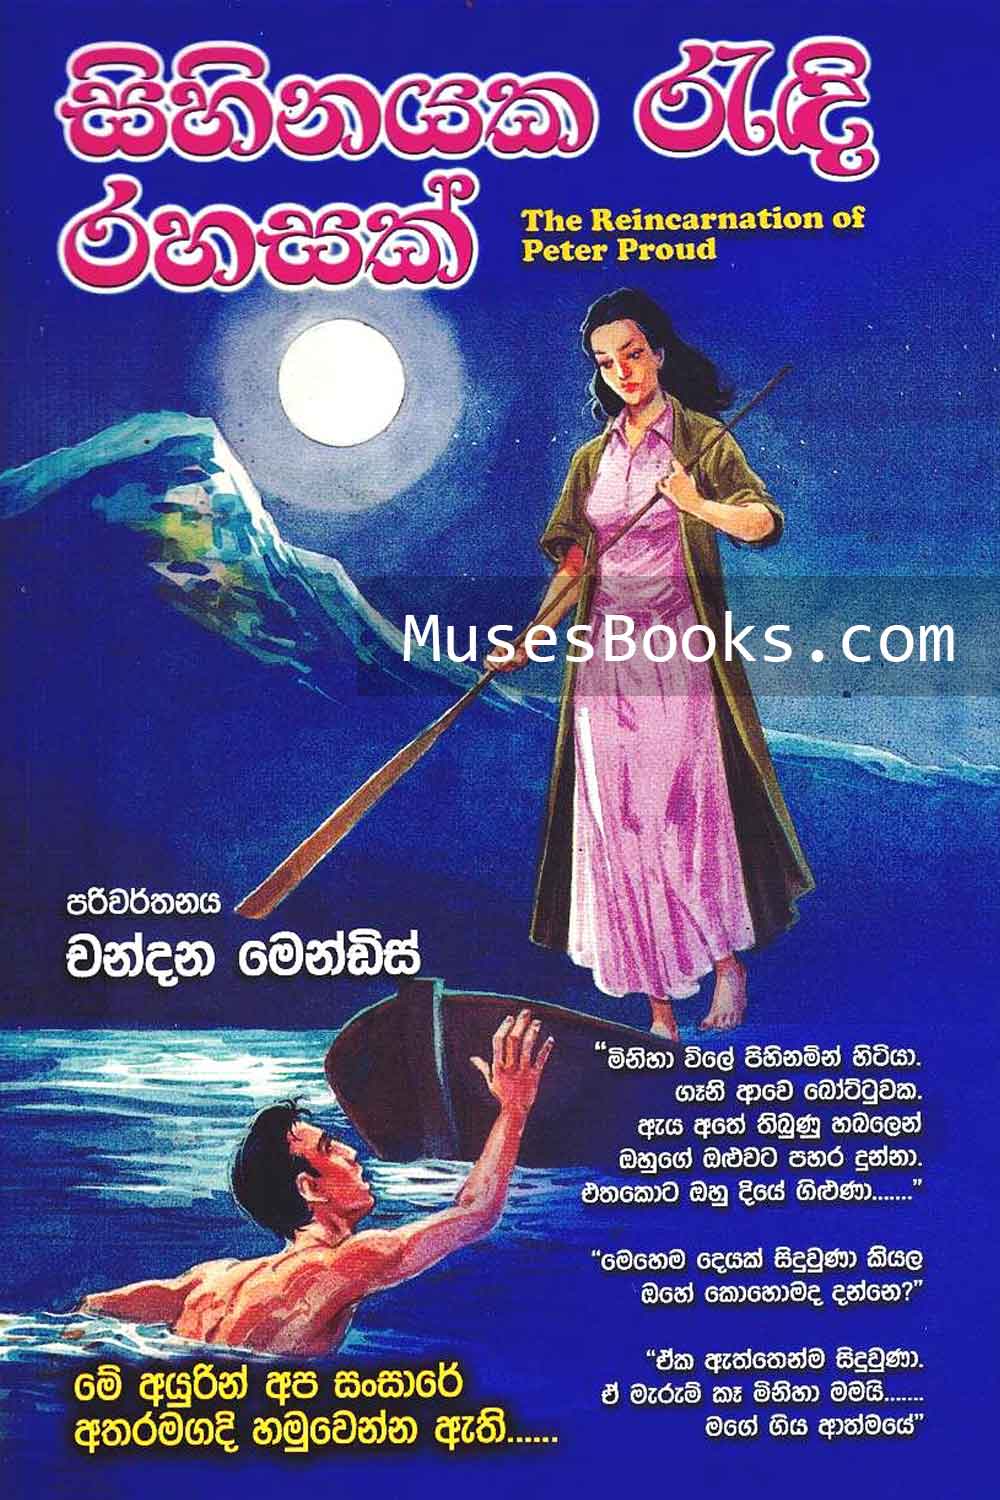 සිහිනයක රැඳි
රහසක්
The Reincarnation of
Peter Proud
MusesBooks.com
පරිවර්තනය
චන්දන මෙන්ඩිස්
“මිනිහා විලේ පිහිනමින් හිටියා.
ගෑනි ආවෙ බෝට්ටුවක.
ඇය අතේ තිබුණු හබලෙන්
ඔහුගේ ඔළුවට පහර දුන්නා.
එතකොට ඔහු දියේ ගිළුණා.......”
“මෙහෙම දෙයක් සිදුවුණා කියල
ඔහේ කොහොමද දන්නෙ?”
“ඒක ඇත්තෙන්ම සිදුවුණා.
ඒ මැරුම් කෑ මිනිහා මමයි.......
මගේ ගිය ආත්මයේ”
මේ අයුරින් අප සංසාරේ
අතරමගදි හමුවෙන්න ඇති......